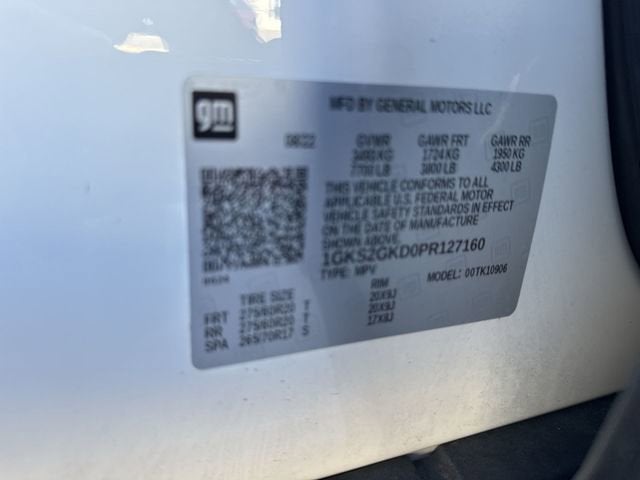 gm
MFD BY GENERAL MOTORS LLC
08/22 GVWR GAWR FRT GAWR RR
3493 KG 1724 KG 1950 KG
7700 LB 3800 LB 4300 LB
THIS VEHICLE CONFORMS TO ALL
APPLICABLE U.S. FEDERAL MOTOR
VEHICLE SAFETY STANDARDS IN EFFECT
ON THE DATE OF MANUFACTURE
SHOWN ABOVE.
1GKS2GKD0PR127160
TYPE: MPV MODEL: 00TK10906
TIRE SIZE RIM
FRT 275/60R20 T 20X9J
RR 275/60R20 T 20X9J
SPA 265/70R17 S 17X8J